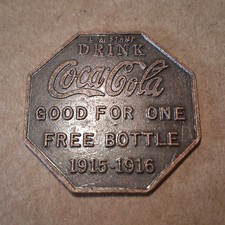 DRINK
Coca-Cola
GOOD FOR ONE
FREE BOTTLE
1915-1916